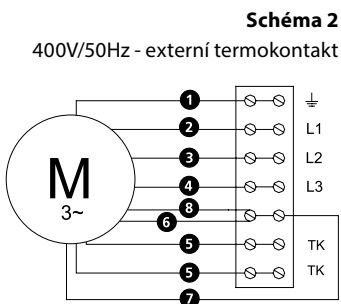 Schéma 2
400V/50Hz - externí termokontakt
1
2 L1
3 L2
M
3~
4 L3
8
6
5 TK
5 TK
7